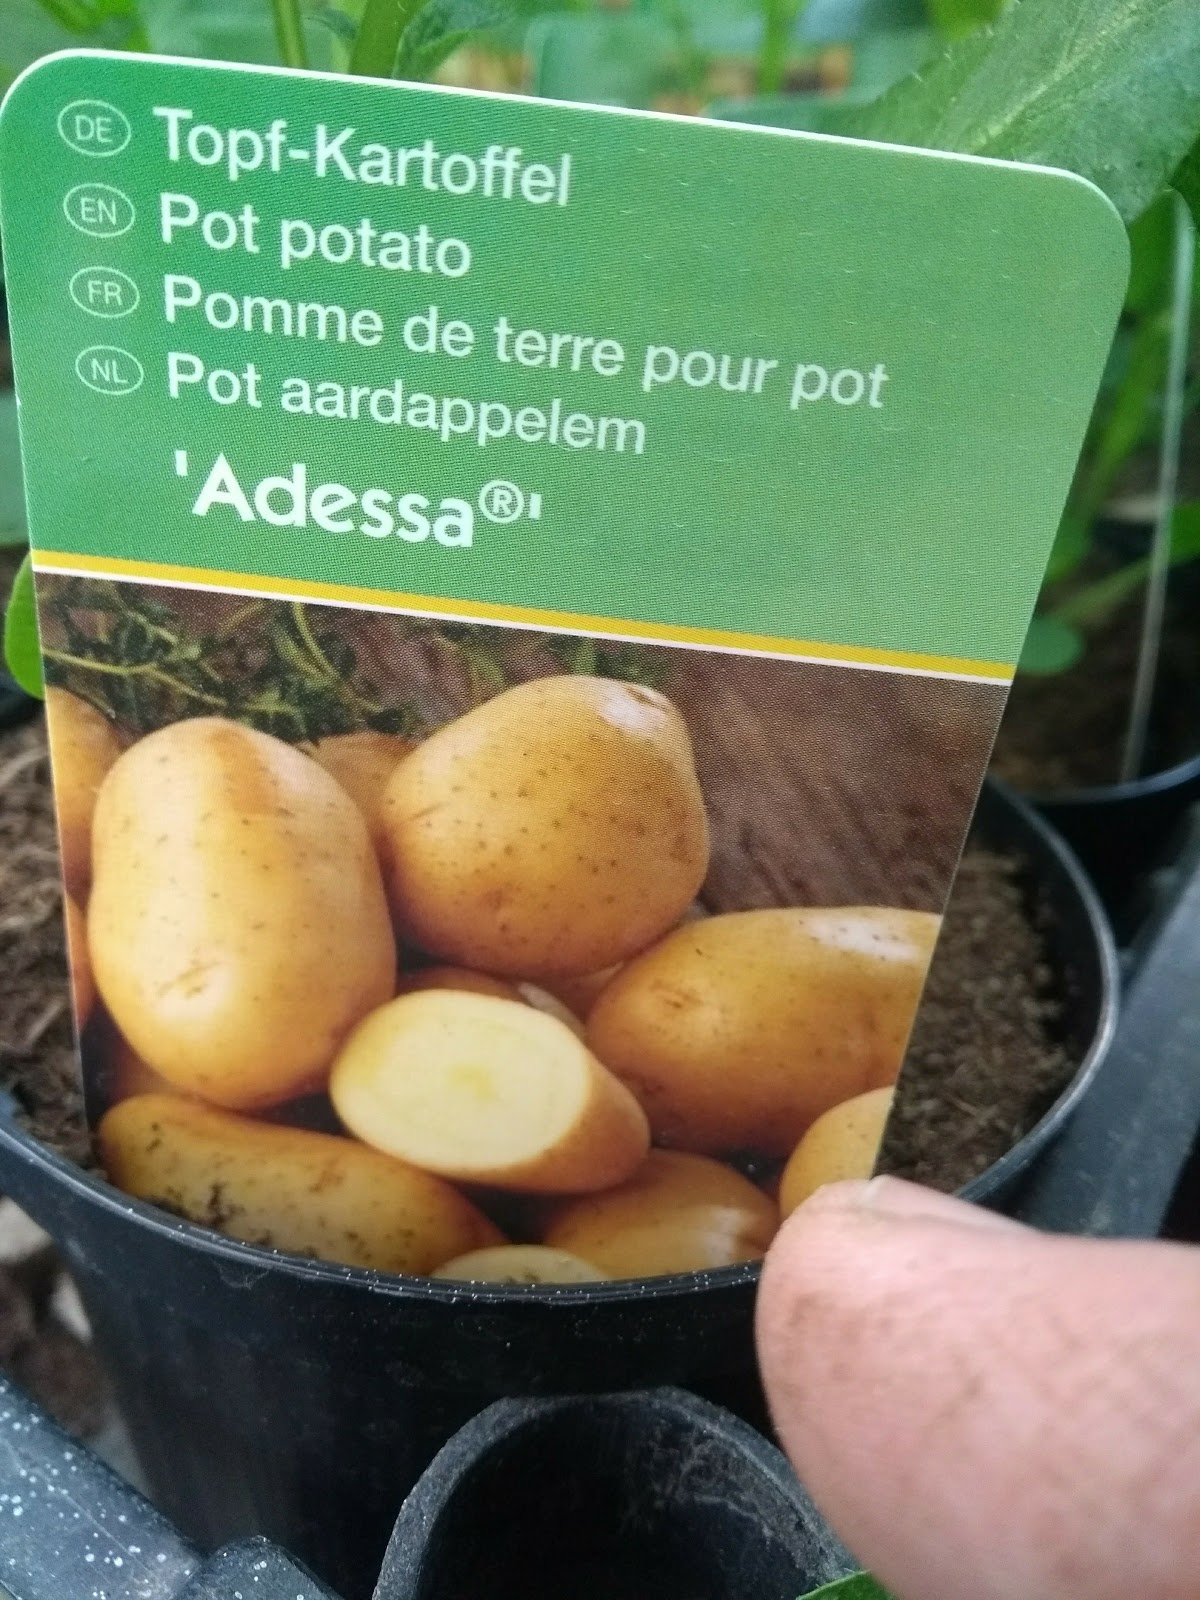 DE Topf-Kartoffel
EN Pot potato
FR Pomme de terre pour pot
NL Pot aardappelem
'Adessa®'